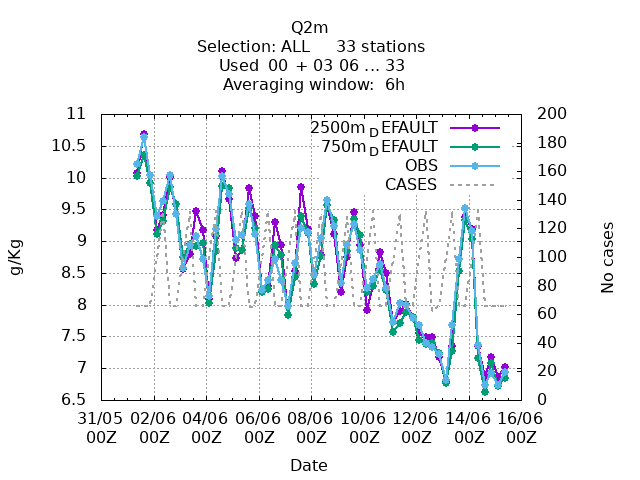 Q2m
Selection: ALL 33 stations
Used 00 + 03 06 ... 33
Averaging window: 6h
11
10.5
10
9.5
9
8.5
8
7.5
7
6.5
g/Kg
2500m_DEFAULT
750m_DEFAULT
OBS
CASES
200
180
160
140
120
100
80
60
40
20
0
No cases
31/05 02/06 04/06 06/06 08/06 10/06 12/06 14/06 16/06
00Z 00Z 00Z 00Z 00Z 00Z 00Z 00Z 00Z
Date